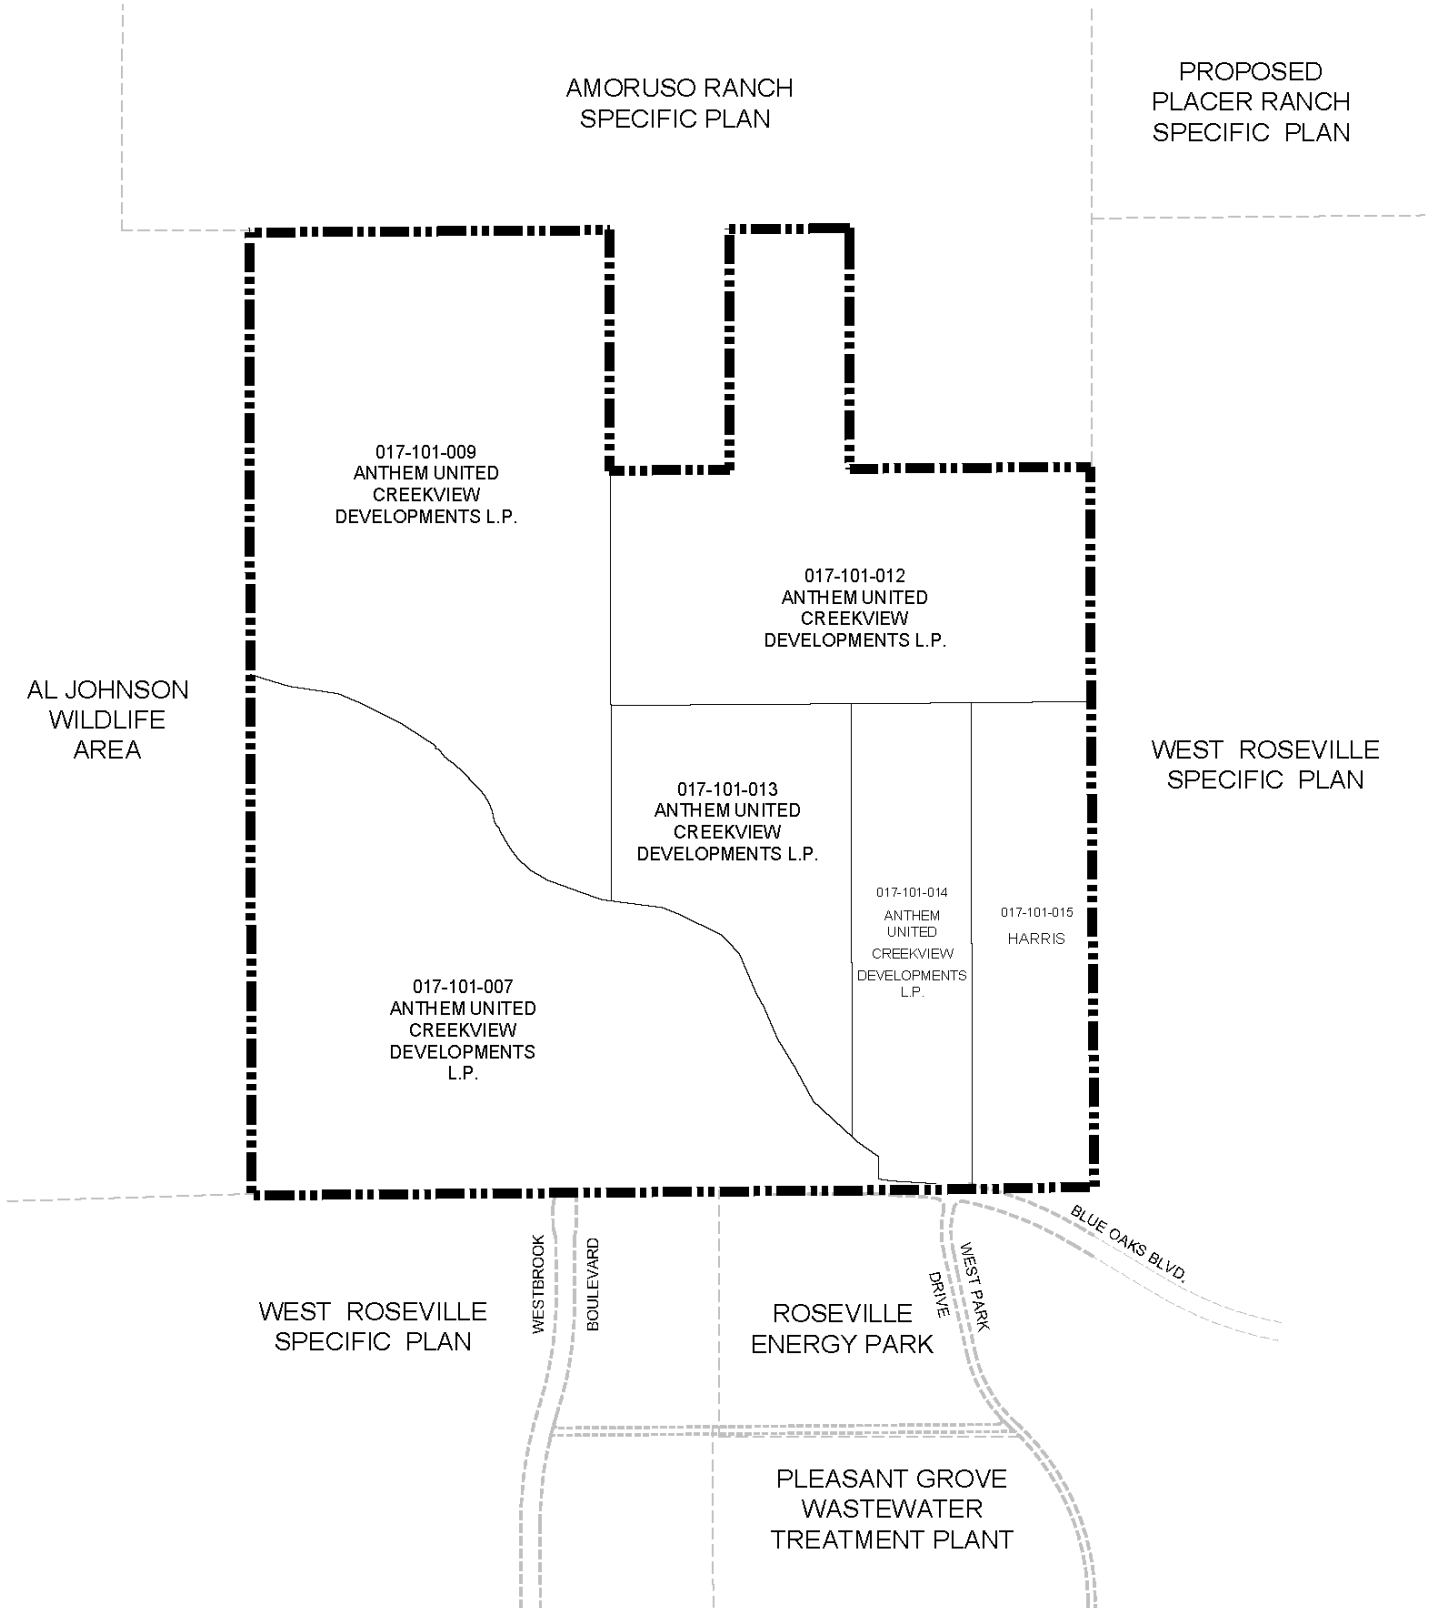 AMORUSO RANCH
SPECIFIC PLAN
PROPOSED
PLACER RANCH
SPECIFIC PLAN
017-101-009
ANTHEM UNITED
CREEKVIEW
DEVELOPMENTS L.P.
017-101-012
ANTHEM UNITED
CREEKVIEW
DEVELOPMENTS L.P.
AL JOHNSON
WILDLIFE
AREA
WEST ROSEVILLE
SPECIFIC PLAN
017-101-013
ANTHEM UNITED
CREEKVIEW
DEVELOPMENTS L.P.
017-101-014
ANTHEM
UNITED
CREEKVIEW
DEVELOPMENTS
L.P.
017-101-015
HARRIS
017-101-007
ANTHEM UNITED
CREEKVIEW
DEVELOPMENTS
L.P.
WESTBROOK
BOULEVARD
WEST PARK
DRIVE
BLUE OAKS BLVD.
WEST ROSEVILLE
SPECIFIC PLAN
ROSEVILLE
ENERGY PARK
PLEASANT GROVE
WASTEWATER
TREATMENT PLANT